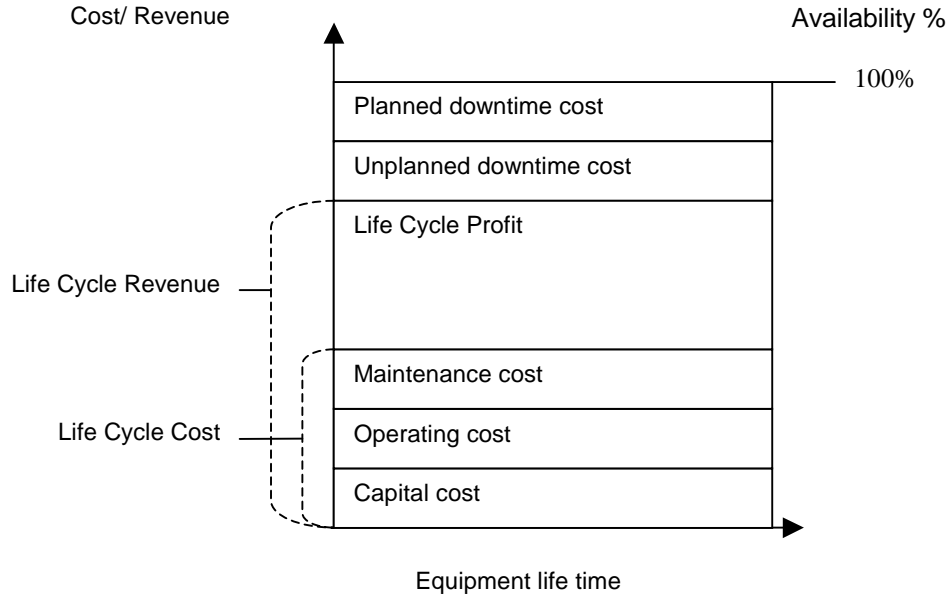 Cost/ Revenue
Availability %
100%
Planned downtime cost
Unplanned downtime cost
Life Cycle Profit
Life Cycle Revenue
Maintenance cost
Life Cycle Cost
Operating cost
Capital cost
Equipment life time